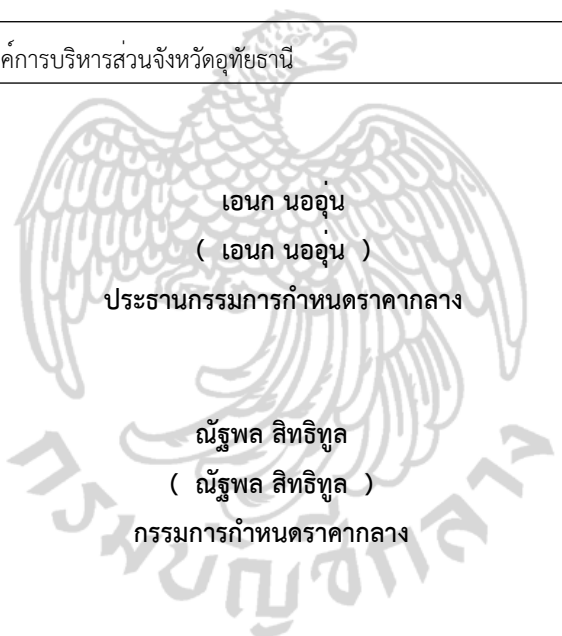 ค์การบริหารส่วนจังหวัดอุทัยธานี
เอนก นออุ่น
( เอนก นออุ่น )
ประธานกรรมการกำหนดราคากลาง
ณัฐพล สิทธิทูล
( ณัฐพล สิทธิทูล )
กรรมการกำหนดราคากลาง
กรมบัญชีกลาง